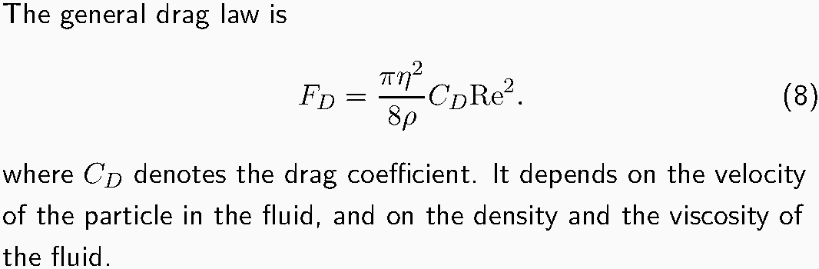 The general drag law is
F_D = \frac{\pi\eta^2}{8\rho} C_D Re^2. (8)
where C_D denotes the drag coefficient. It depends on the velocity
of the particle in the fluid, and on the density and the viscosity of
the fluid.